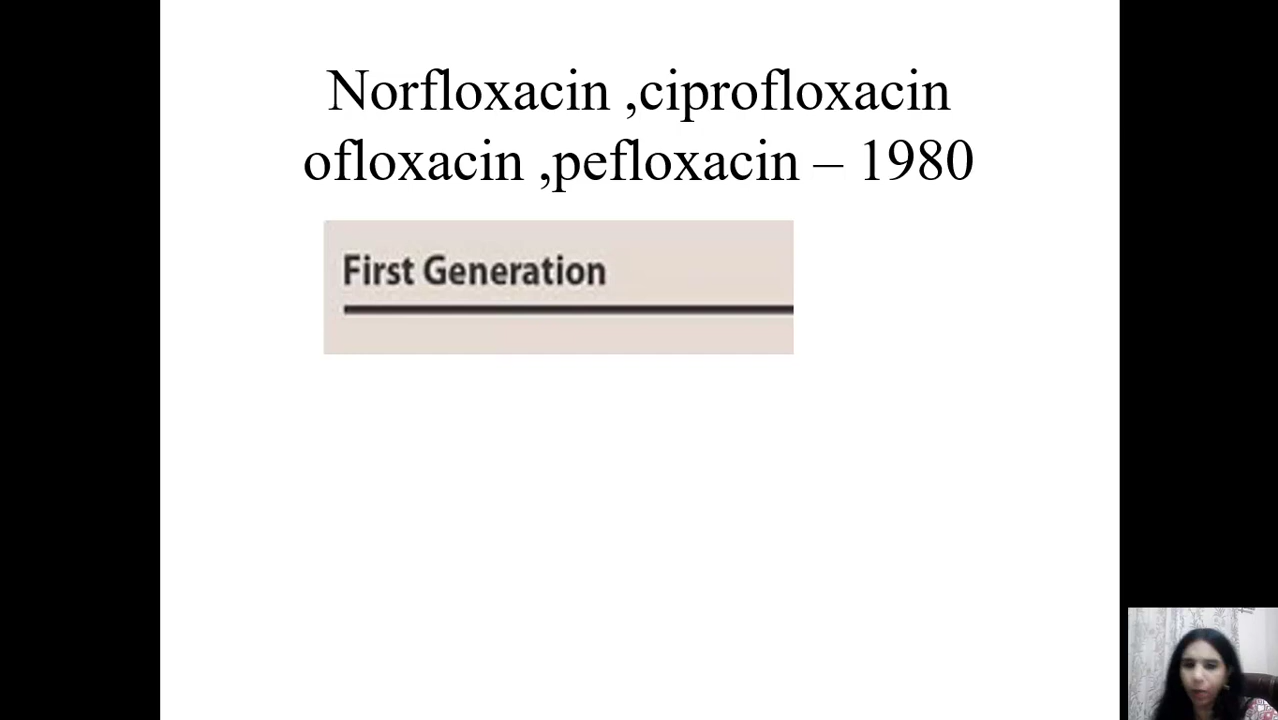 Norfloxacin ,ciprofloxacin
ofloxacin ,pefloxacin – 1980
First Generation